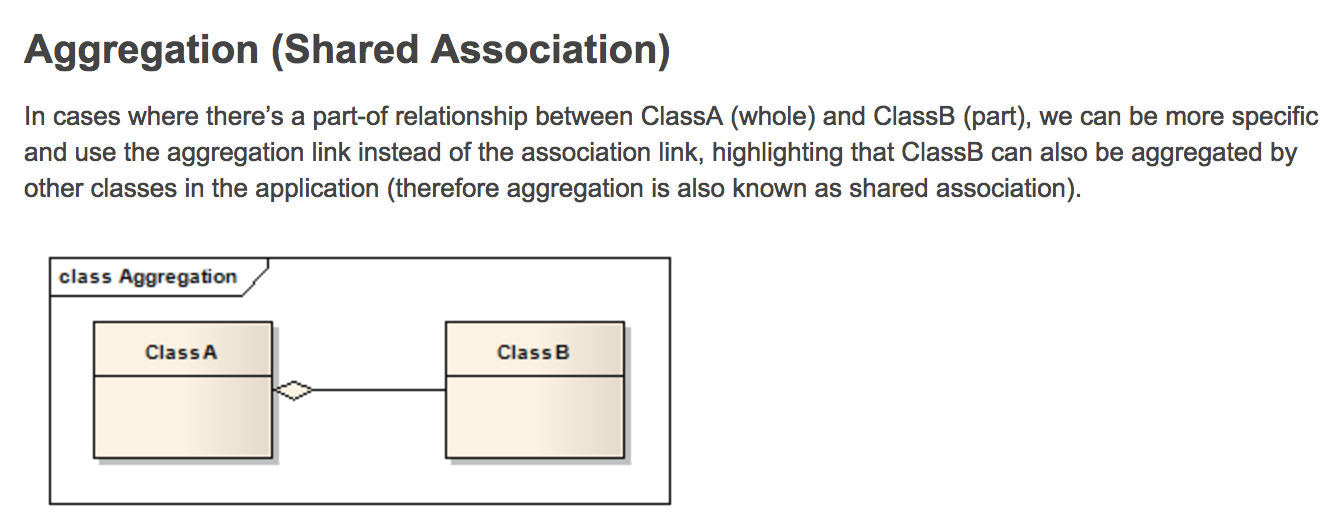 Aggregation (Shared Association)
In cases where there’s a part-of relationship between ClassA (whole) and ClassB (part), we can be more specific
and use the aggregation link instead of the association link, highlighting that ClassB can also be aggregated by
other classes in the application (therefore aggregation is also known as shared association).
class Aggregation
ClassA
ClassB